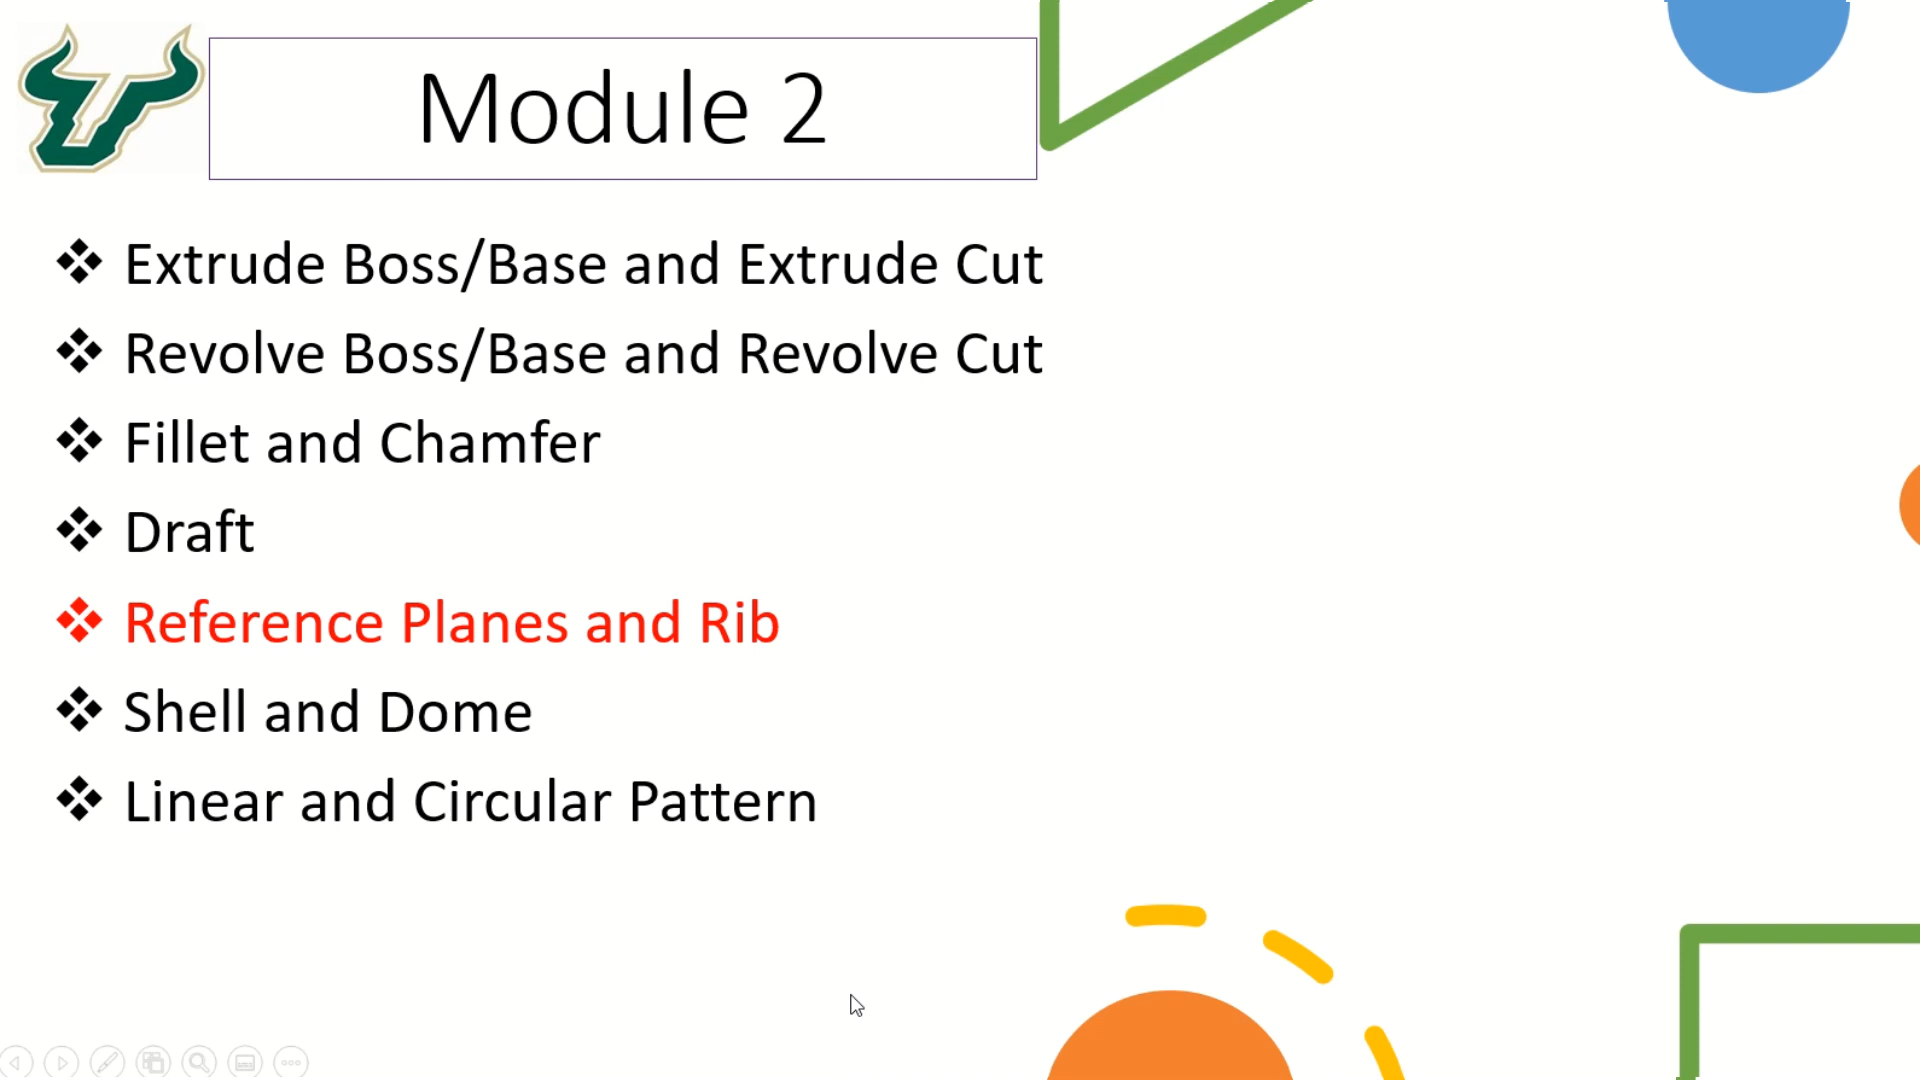 Module 2
Extrude Boss/Base and Extrude Cut
Revolve Boss/Base and Revolve Cut
Fillet and Chamfer
Draft
Reference Planes and Rib
Shell and Dome
Linear and Circular Pattern